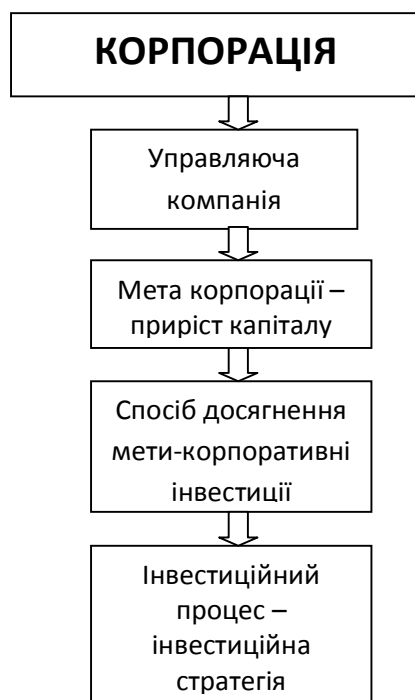 КОРПОРАЦІЯ
Управляюча
компанія
Мета корпорації –
приріст капіталу
Спосіб досягнення
мети-корпоративні
інвестиції
Інвестиційний
процес –
інвестиційна
стратегія